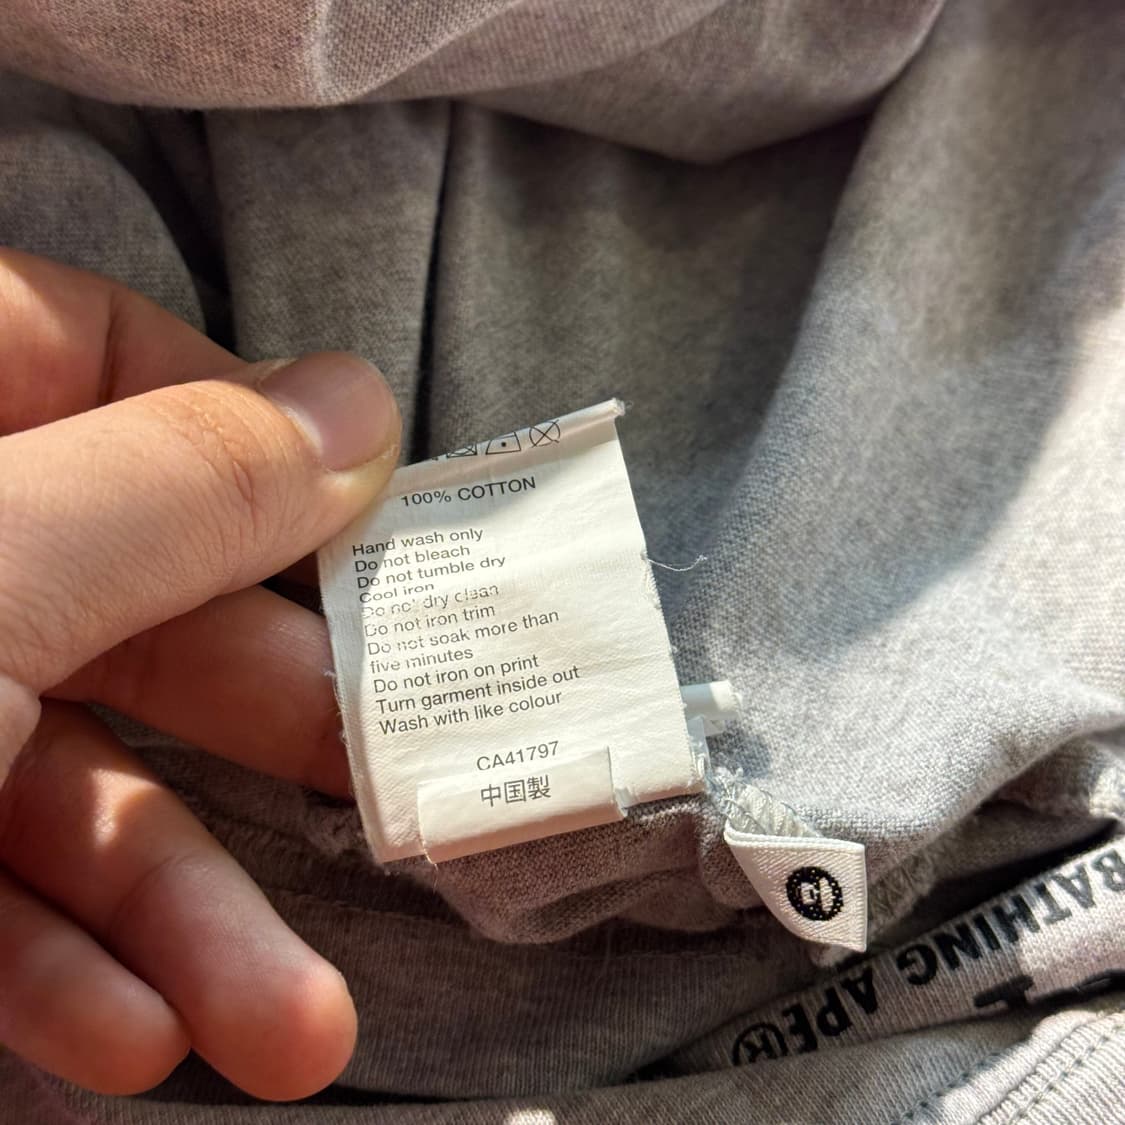 100% COTTON
Hand wash only
Do not bleach
Do not tumble dry
Cool iron
Do not dry clean
Do not iron trim
Do not soak more than
five minutes
Do not iron on print
Turn garment inside out
Wash with like colour
CA41797
中国製
BATHING APE®